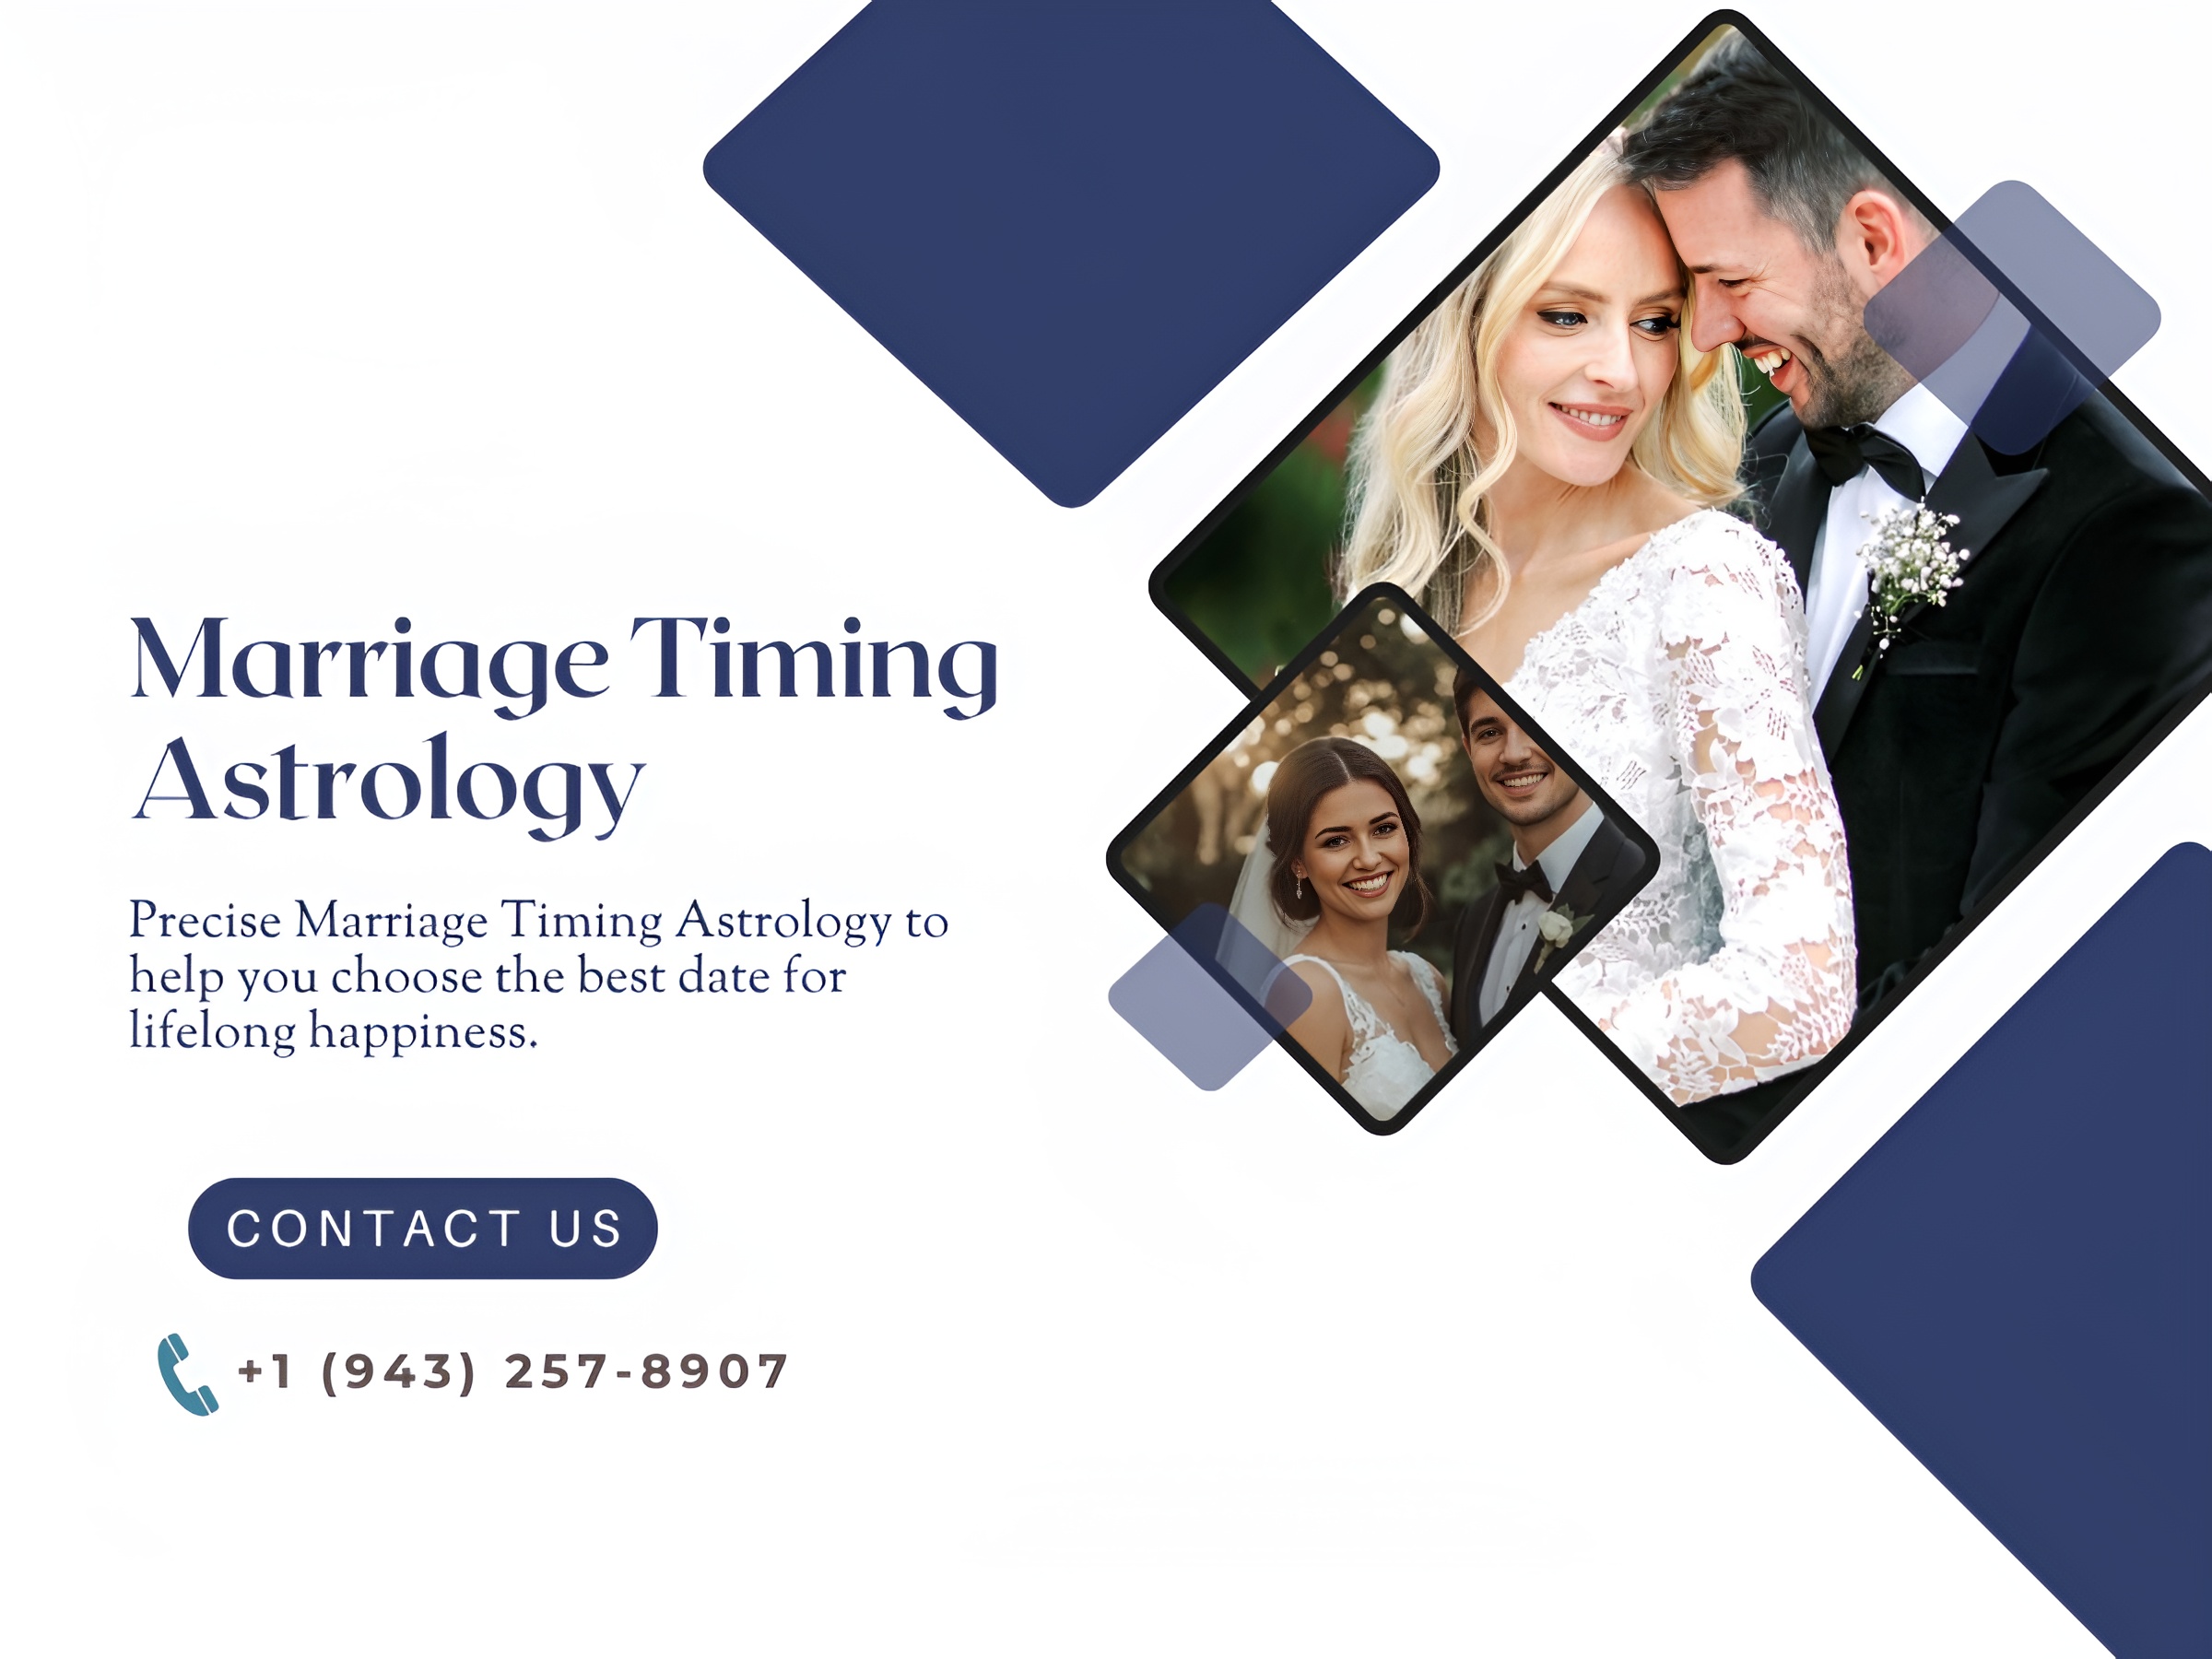 Marriage Timing
Astrology
Precise Marriage Timing Astrology to
help you choose the best date for
lifelong happiness.
CONTACT US
+1 (943) 257-8907